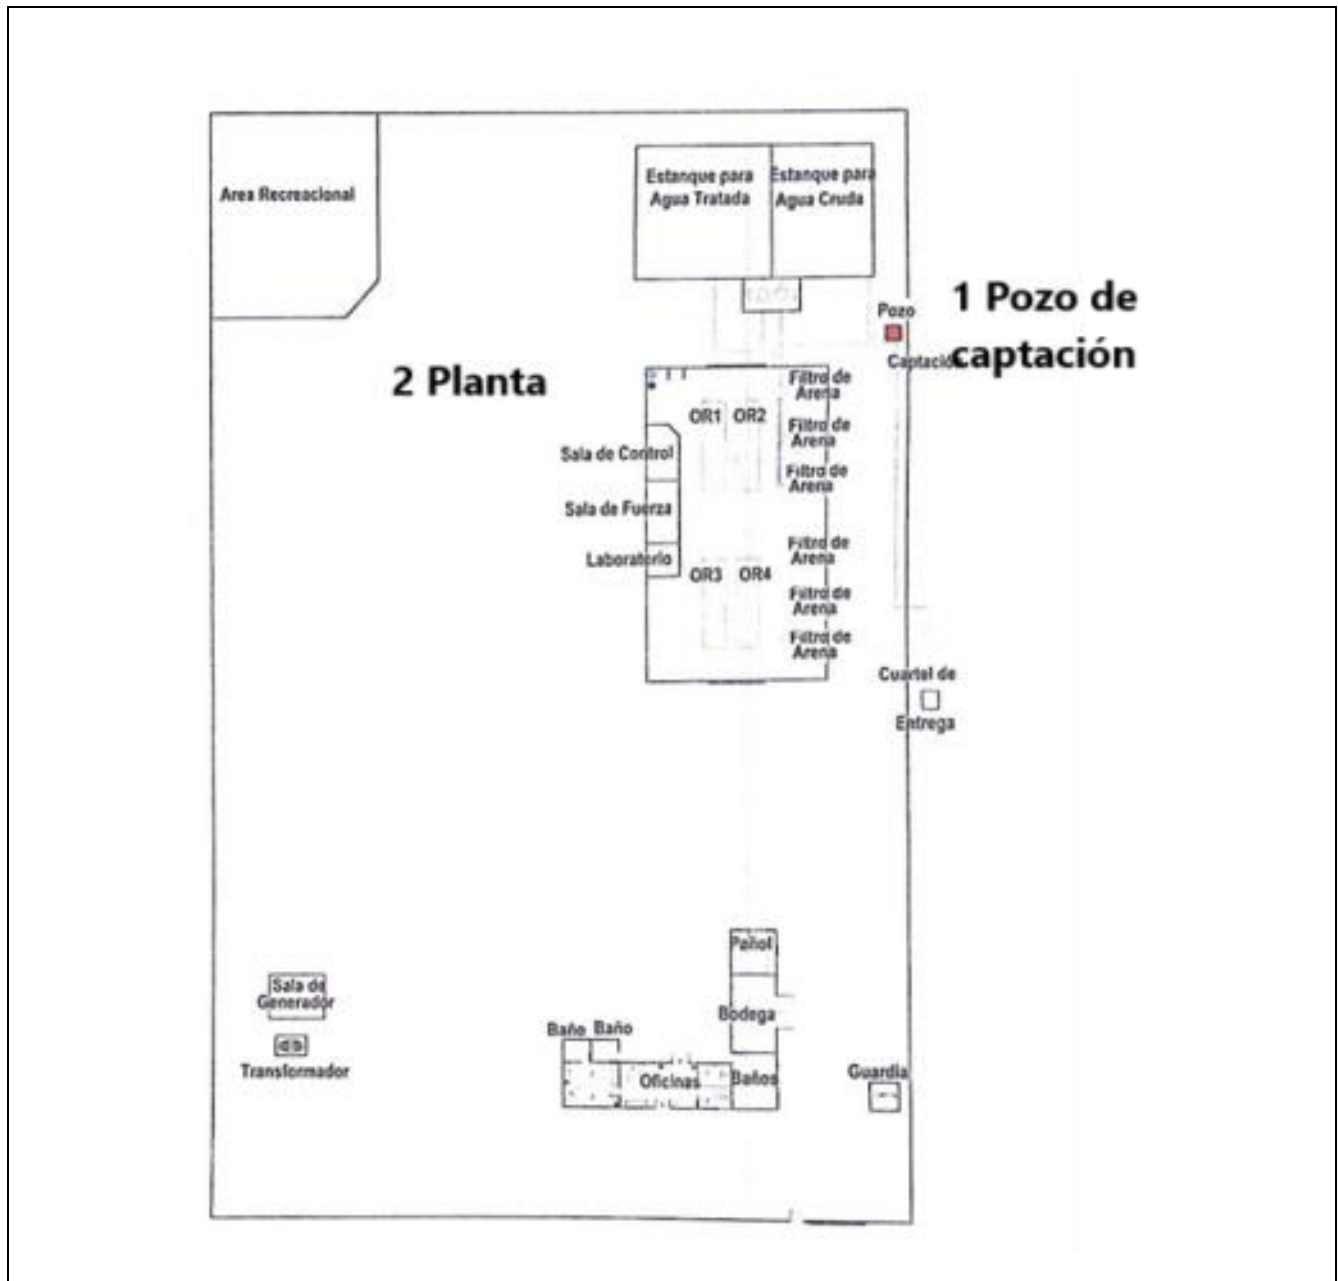 Area Recreacional
Estanque para
Agua Tratada
Estanque para
Agua Cruda
1 Pozo de
captación
Pozo
Captación
2 Planta
Filtro de
Arena
OR1
OR2
Filtro de
Arena
Sala de Control
Filtro de
Arena
Sala de Fuerza
Filtro de
Arena
Laboratorio
OR3
OR4
Filtro de
Arena
Filtro de
Arena
Cuartel de
Entrega
Pañol
Sala de
Generador
Bodega
Baño
Baño
Transformador
Oficinas
Baños
Guardia